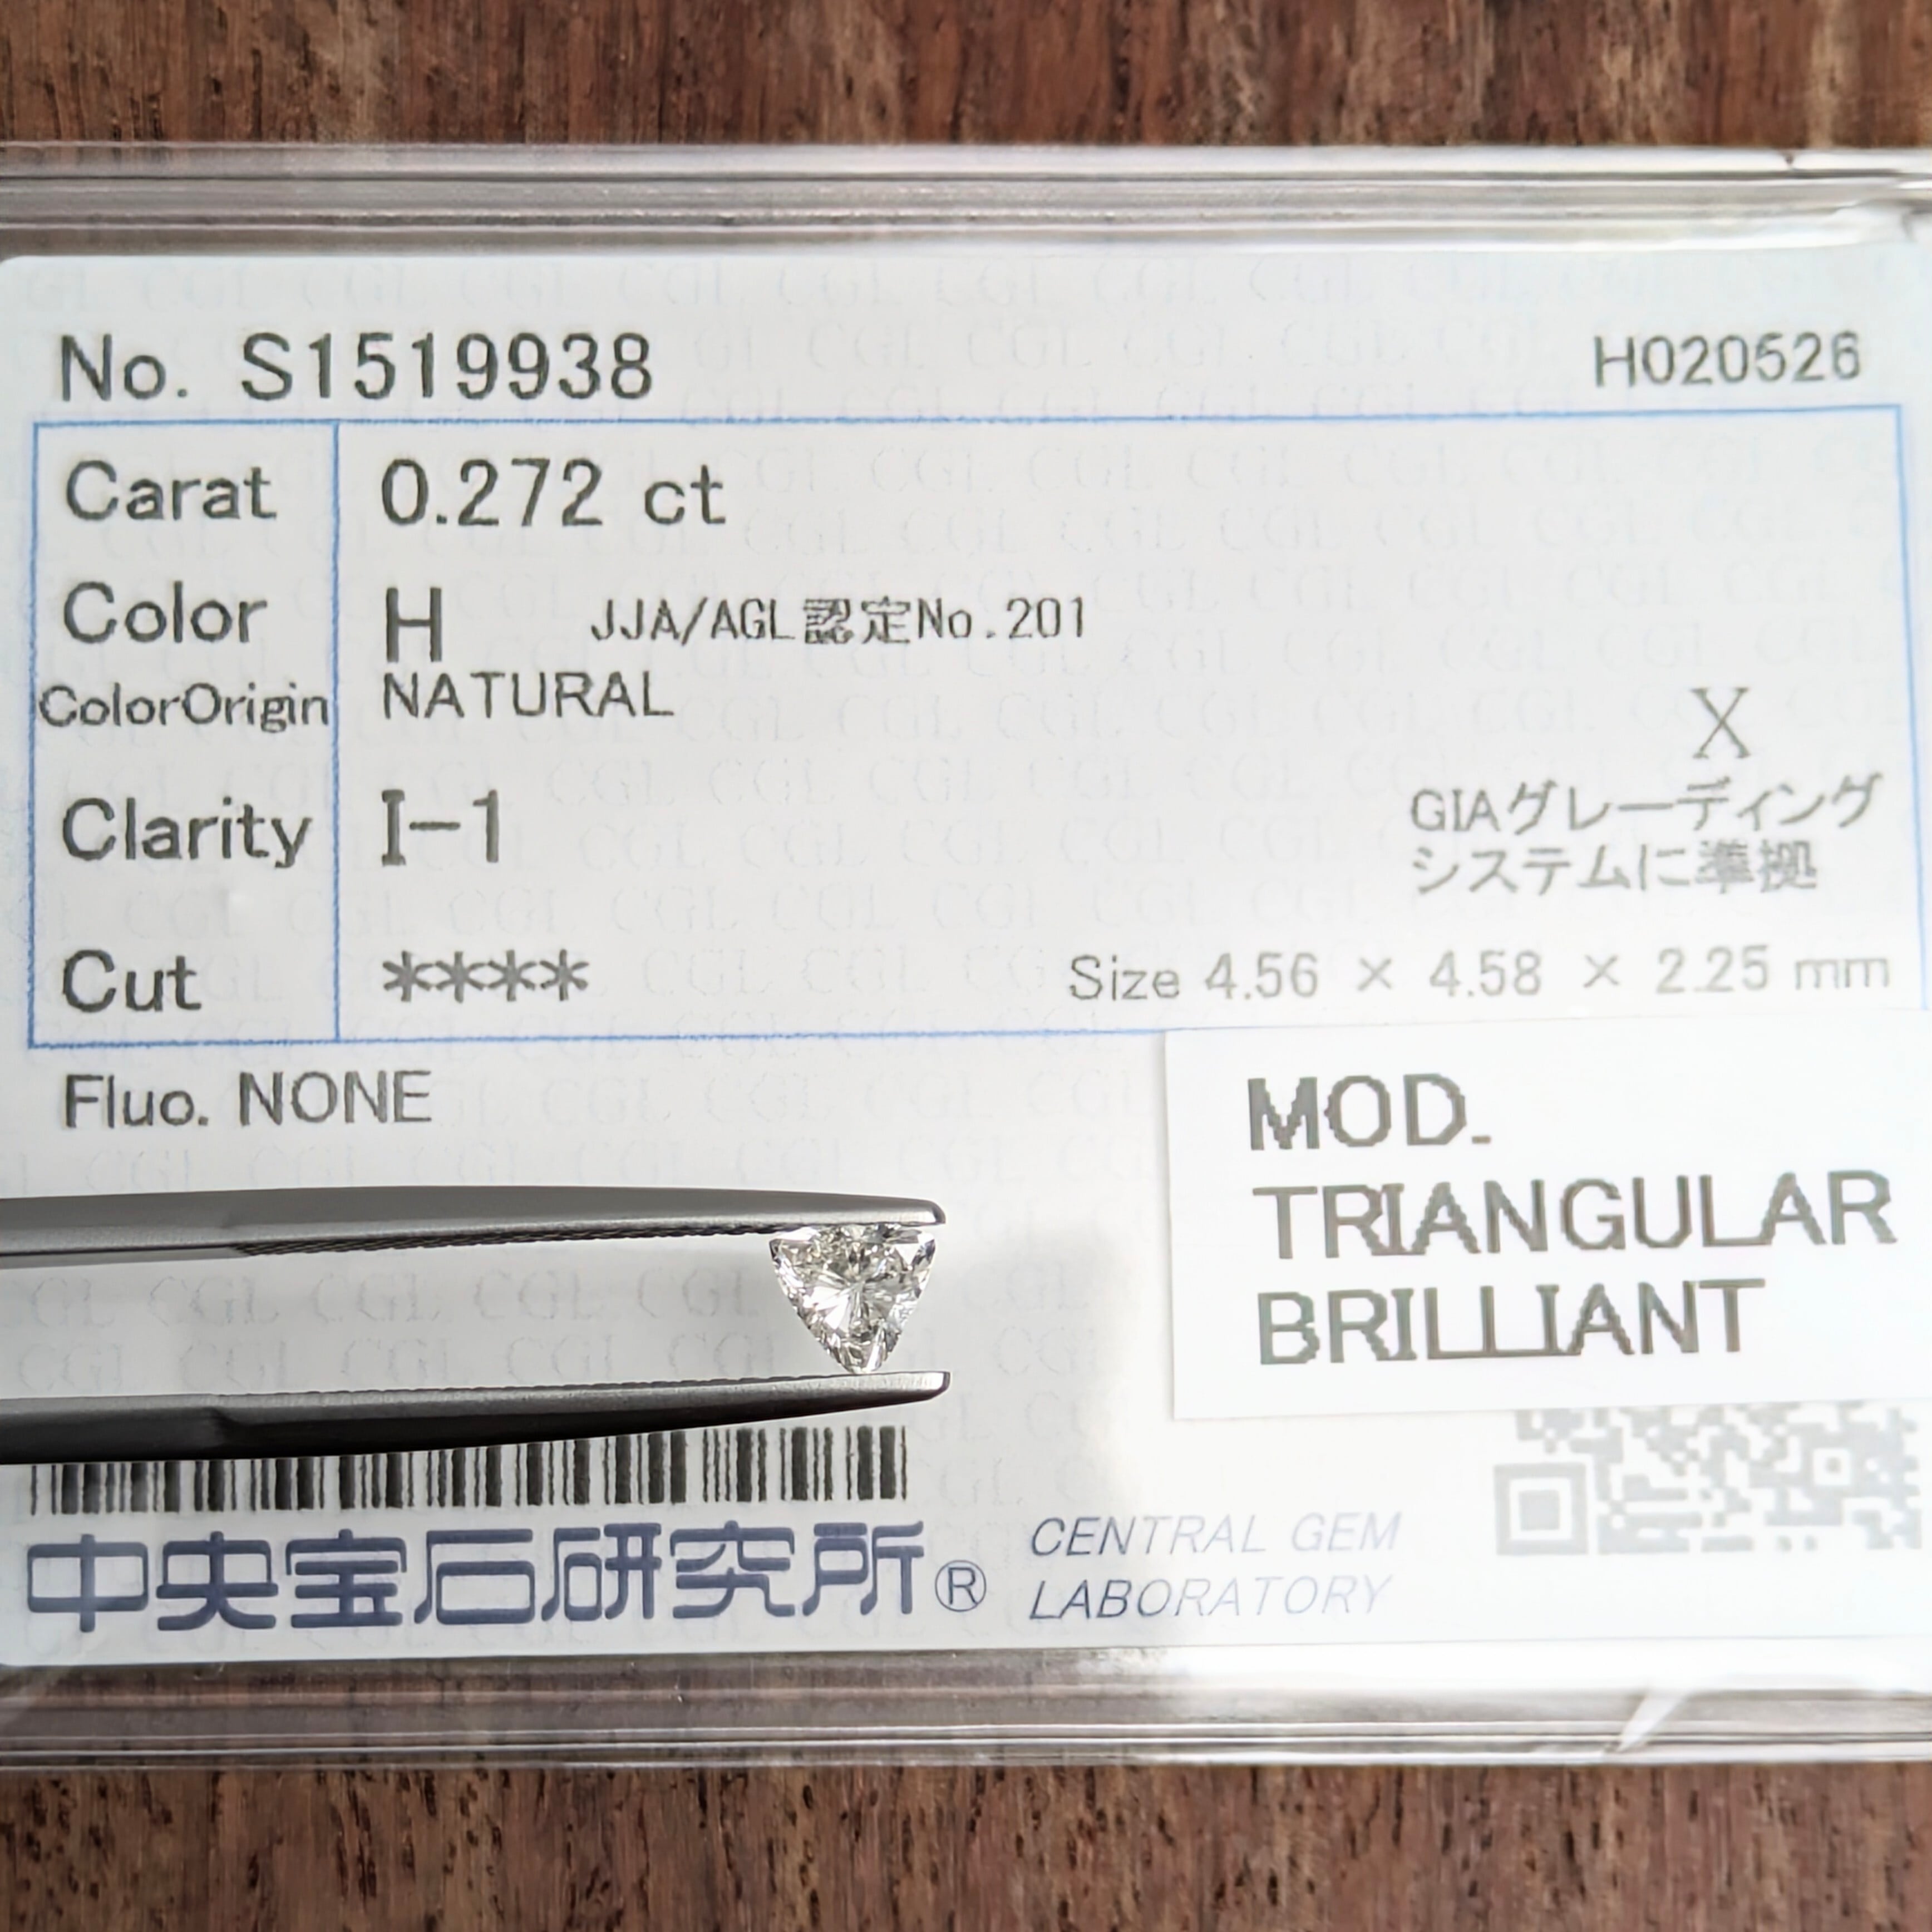 No. S1519938
H020526
Carat 0.272 ct
Color H JJA/AGL認定No.201
ColorOrigin NATURAL
X
Clarity I-1
GIAグレーディング
システムに準拠
Cut ****
Size 4.56 × 4.58 × 2.25 mm
Fluo. NONE
MOD.
TRIANGULAR
BRILLIANT
中央宝石研究所®
CENTRAL GEM
LABORATORY